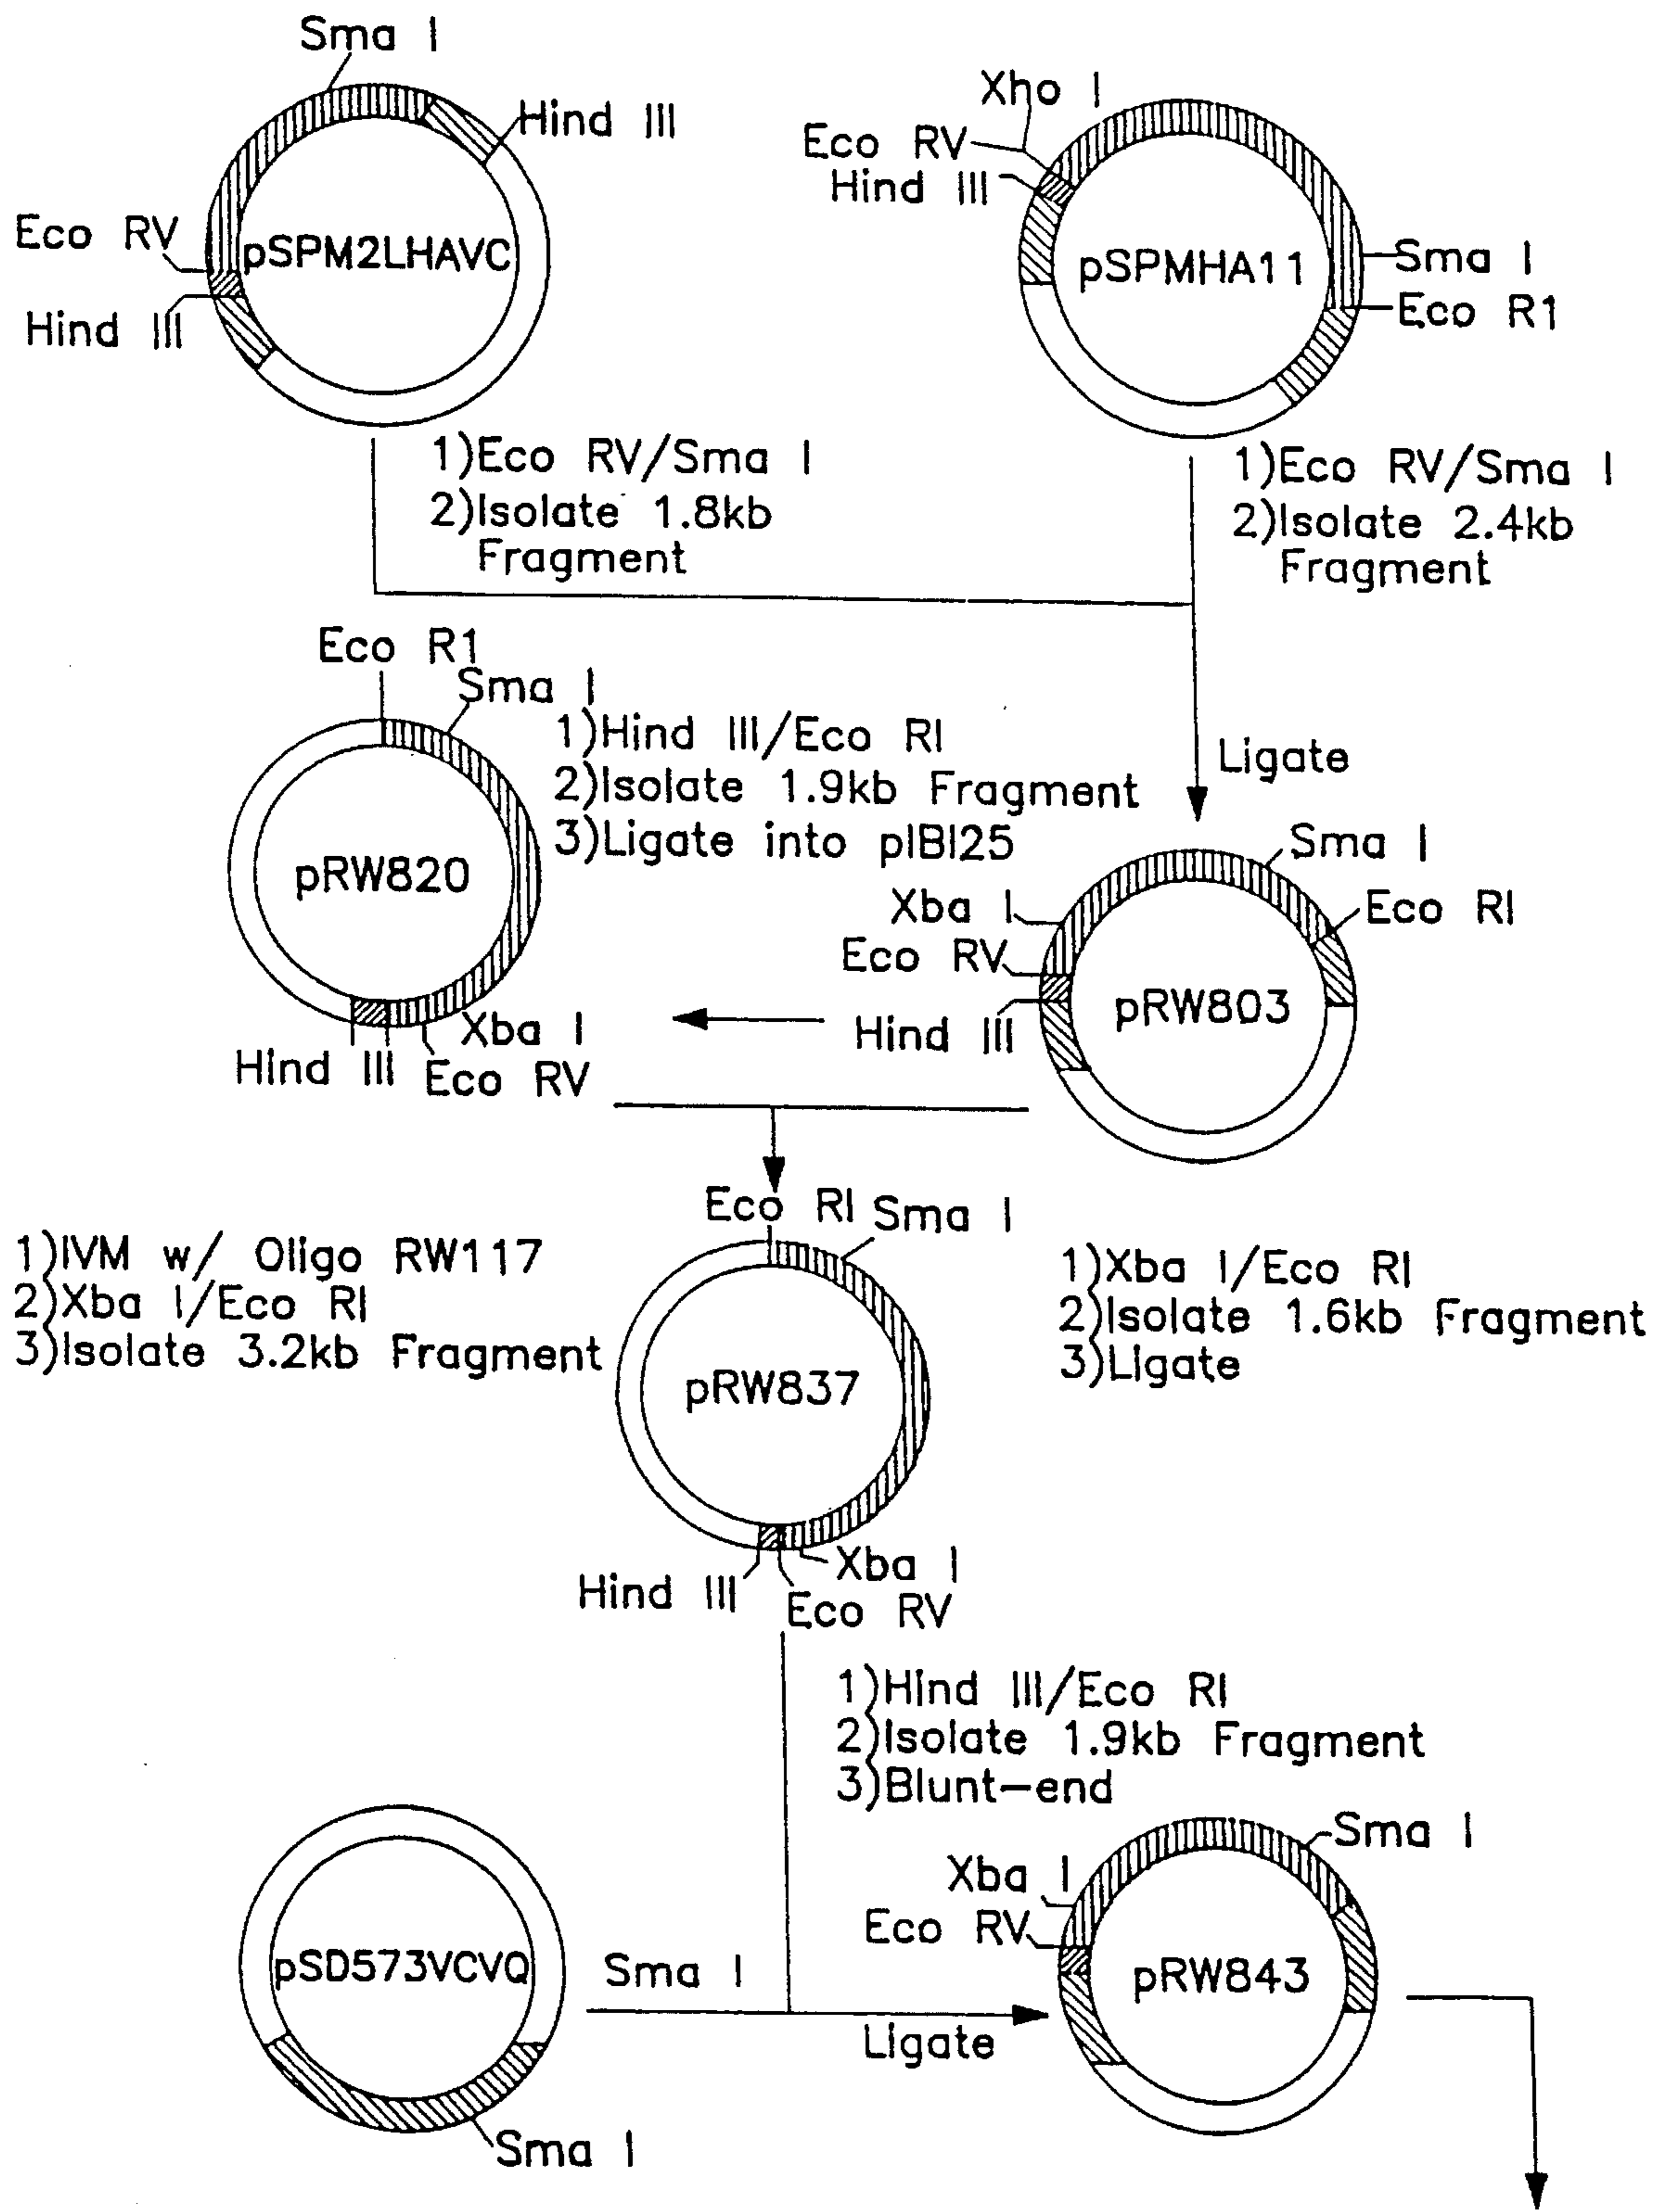 Sma I
Hind III
Eco RV
pSPM2LHAVC
Hind III
Xho I
Eco RV
Hind III
pSPMHA11
Sma I
Eco R1
1)Eco RV/Sma I
2)Isolate 1.8kb
Fragment
1)Eco RV/Sma I
2)Isolate 2.4kb
Fragment
Eco R1
Sma I
1)Hind III/Eco RI
2)Isolate 1.9kb Fragment
3)Ligate into pIBI25
pRW820
Xba I
Hind III
Eco RV
Ligate
Sma I
Xba I
Eco RI
Eco RV
pRW803
Hind III
Eco RI
Sma I
1)IVM w/ Oligo RW117
2)Xba I/Eco RI
3)Isolate 3.2kb Fragment
1)Xba I/Eco RI
2)Isolate 1.6kb Fragment
3)Ligate
pRW837
Xba I
Hind III
Eco RV
1)Hind III/Eco RI
2)Isolate 1.9kb Fragment
3)Blunt-end
pSD573VCVQ
Sma I
Sma I
Ligate
Sma I
Xba I
Eco RV
pRW843